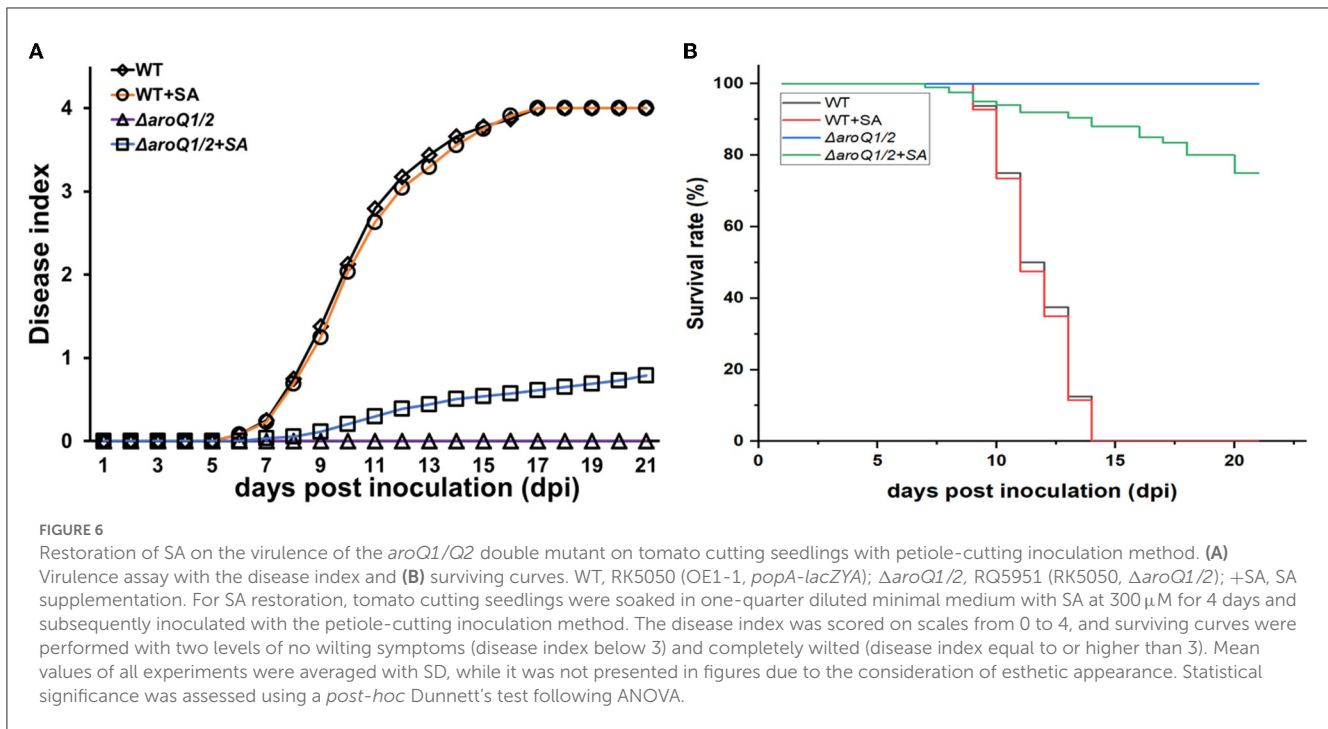 A
WT
WT+SA
ΔaroQ1/2
ΔaroQ1/2+SA
4
3
2
1
0
Disease index
1 3 5 7 9 11 13 15 17 19 21
days post inoculation (dpi)
B
WT
WT+SA
ΔaroQ1/2
ΔaroQ1/2+SA
100
80
60
40
20
0
Survival rate (%)
0 5 10 15 20
days post inoculation (dpi)
FIGURE 6
Restoration of SA on the virulence of the aroQ1/Q2 double mutant on tomato cutting seedlings with petiole-cutting inoculation method. (A)
Virulence assay with the disease index and (B) surviving curves. WT, RK5050 (OE1-1, popA-lacZYA); ΔaroQ1/2, RQ5951 (RK5050, ΔaroQ1/2); +SA, SA
supplementation. For SA restoration, tomato cutting seedlings were soaked in one-quarter diluted minimal medium with SA at 300 μM for 4 days and
subsequently inoculated with the petiole-cutting inoculation method. The disease index was scored on scales from 0 to 4, and surviving curves were
performed with two levels of no wilting symptoms (disease index below 3) and completely wilted (disease index equal to or higher than 3). Mean
values of all experiments were averaged with SD, while it was not presented in figures due to the consideration of esthetic appearance. Statistical
significance was assessed using a post-hoc Dunnett's test following ANOVA.